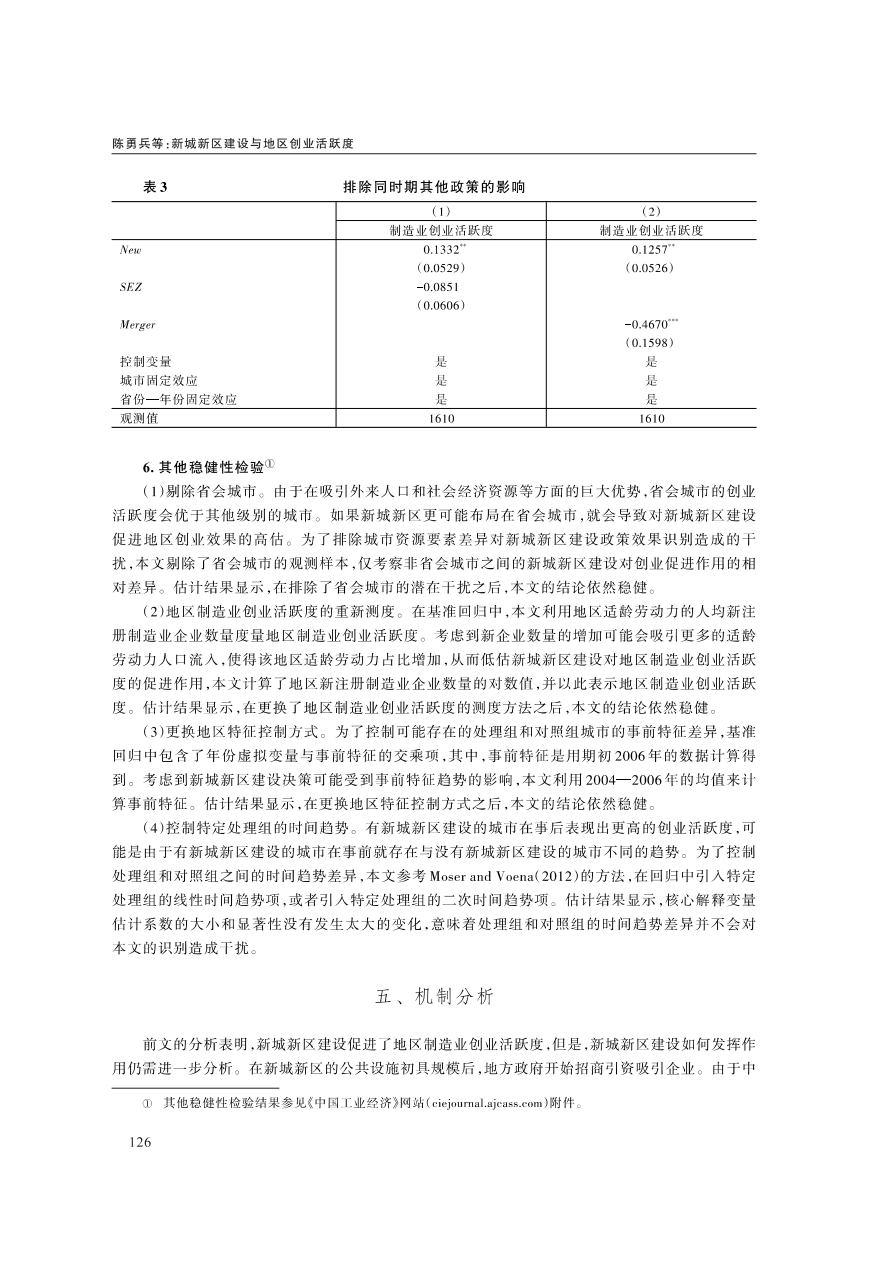 陈勇兵等:新城新区建设与地区创业活跃度
表 3 排除同时期其他政策的影响
(1) (2)
制造业创业活跃度 制造业创业活跃度
New 0.1332** 0.1257**
(0.0529) (0.0526)
SEZ -0.0851
(0.0606)
Merger -0.4670***
(0.1598)
控制变量 是 是
城市固定效应 是 是
省份—年份固定效应 是 是
观测值 1610 1610
6. 其他稳健性检验①
(1)剔除省会城市。由于在吸引外来人口和社会经济资源等方面的巨大优势,省会城市的创业
活跃度会优于其他级别的城市。如果新城新区更可能布局在省会城市,就会导致对新城新区建设
促进地区创业效果的高估。为了排除城市资源要素差异对新城新区建设政策效果识别造成的干
扰,本文剔除了省会城市的观测样本,仅考察非省会城市之间的新城新区建设对创业促进作用的相
对差异。估计结果显示,在排除了省会城市的潜在干扰之后,本文的结论依然稳健。
(2)地区制造业创业活跃度的重新测度。在基准回归中,本文利用地区适龄劳动力的人均新注
册制造业企业数量度量地区制造业创业活跃度。考虑到新企业数量的增加可能会吸引更多的适龄
劳动力人口流入,使得该地区适龄劳动力占比增加,从而低估新城新区建设对地区制造业创业活跃
度的促进作用,本文计算了地区新注册制造业企业数量的对数值,并以此表示地区制造业创业活跃
度。估计结果显示,在更换了地区制造业创业活跃度的测度方法之后,本文的结论依然稳健。
(3)更换地区特征控制方式。为了控制可能存在的处理组和对照组城市的事前特征差异,基准
回归中包含了年份虚拟变量与事前特征的交乘项,其中,事前特征是用期初 2006 年的数据计算得
到。考虑到新城新区建设决策可能受到事前特征趋势的影响,本文利用 2004—2006 年的均值来计
算事前特征。估计结果显示,在更换地区特征控制方式之后,本文的结论依然稳健。
(4)控制特定处理组的时间趋势。有新城新区建设的城市在事后表现出更高的创业活跃度,可
能是由于有新城新区建设的城市在事前就存在与没有新城新区建设的城市不同的趋势。为了控制
处理组和对照组之间的时间趋势差异,本文参考 Moser and Voena(2012)的方法,在回归中引入特定
处理组的线性时间趋势项,或者引入特定处理组的二次时间趋势项。估计结果显示,核心解释变量
估计系数的大小和显著性没有发生太大的变化,意味着处理组和对照组的时间趋势差异并不会对
本文的识别造成干扰。
五、机制分析
前文的分析表明,新城新区建设促进了地区制造业创业活跃度,但是,新城新区建设如何发挥作
用仍需进一步分析。在新城新区的公共设施初具规模后,地方政府开始招商引资吸引企业。由于中
① 其他稳健性检验结果参见《中国工业经济》网站(ciejournal.ajcass.com)附件。
126